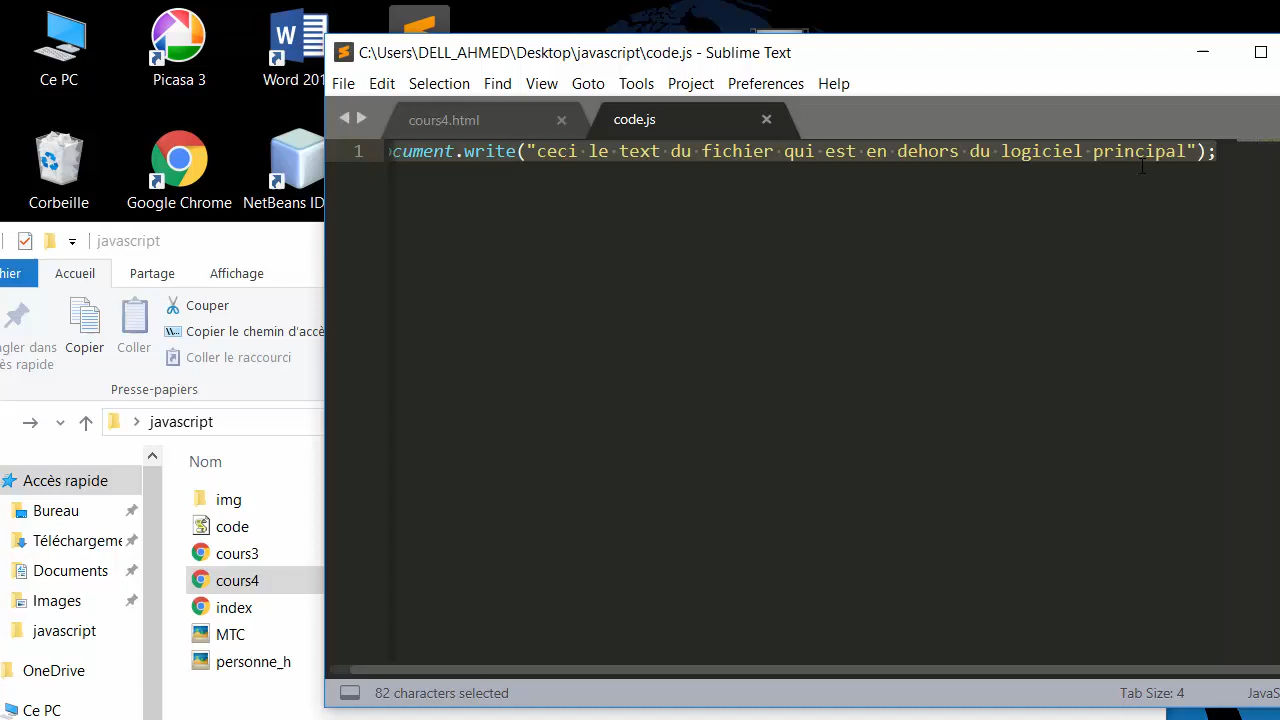 Ce PC
Picasa 3
Word 201
Corbeille
Google Chrome
NetBeans ID
C:\Users\DELL_AHMED\Desktop\javascript\code.js - Sublime Text
File Edit Selection Find View Goto Tools Project Preferences Help
cours4.html
code.js
1
ocument.write("ceci le text du fichier qui est en dehors du logiciel principal");
82 characters selected
Tab Size: 4
JavaS
javascript
hier
Accueil
Partage
Affichage
gler dans
ès rapide
Copier
Coller
Couper
Copier le chemin d'accè
Coller le raccourci
Presse-papiers
javascript
Nom
Accès rapide
Bureau
Téléchargeme
Documents
Images
javascript
OneDrive
Ce PC
img
code
cours3
cours4
index
MTC
personne_h